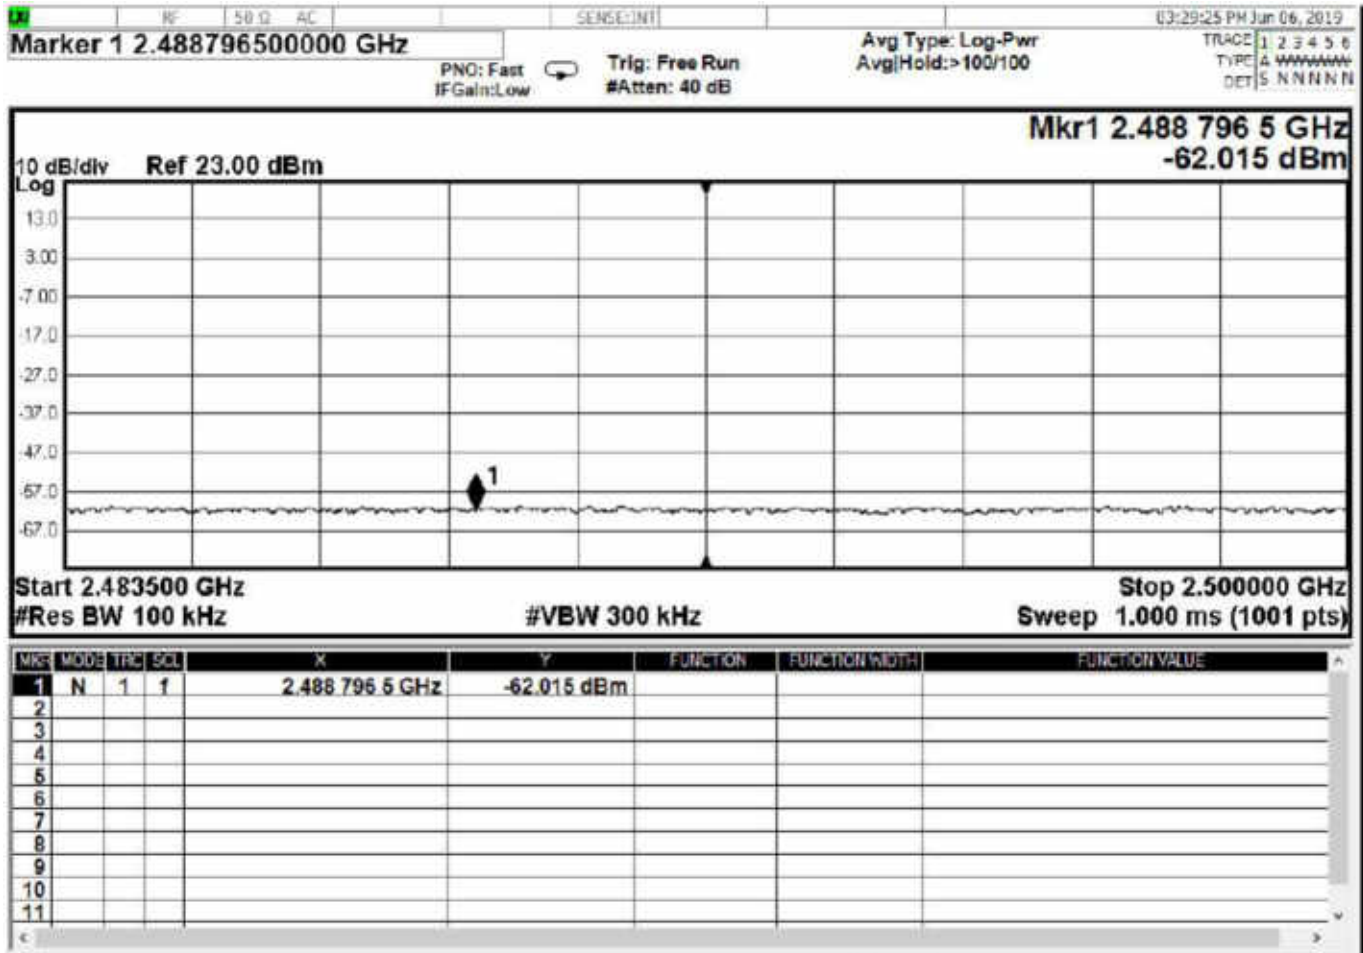 LXI RF 50 Ω AC SENSE:INT 03:29:25 PM Jun 06, 2019
Marker 1 2.488796500000 GHz
PNO: Fast
IFGain:Low
Trig: Free Run
#Atten: 40 dB
Avg Type: Log-Pwr
Avg|Hold:>100/100
TRACE 1 2 3 4 5 6
TYPE A WWWWW
DET S N N N N N
Mkr1 2.488 796 5 GHz
-62.015 dBm
10 dB/div Ref 23.00 dBm
Log
13.0
3.00
-7.00
-17.0
-27.0
-37.0
-47.0
-57.0
-67.0
1
Start 2.483500 GHz Stop 2.500000 GHz
#Res BW 100 kHz #VBW 300 kHz Sweep 1.000 ms (1001 pts)
MKR MODE TRC SCL X Y FUNCTION FUNCTION WIDTH FUNCTION VALUE
1 N 1 f 2.488 796 5 GHz -62.015 dBm
2
3
4
5
6
7
8
9
10
11